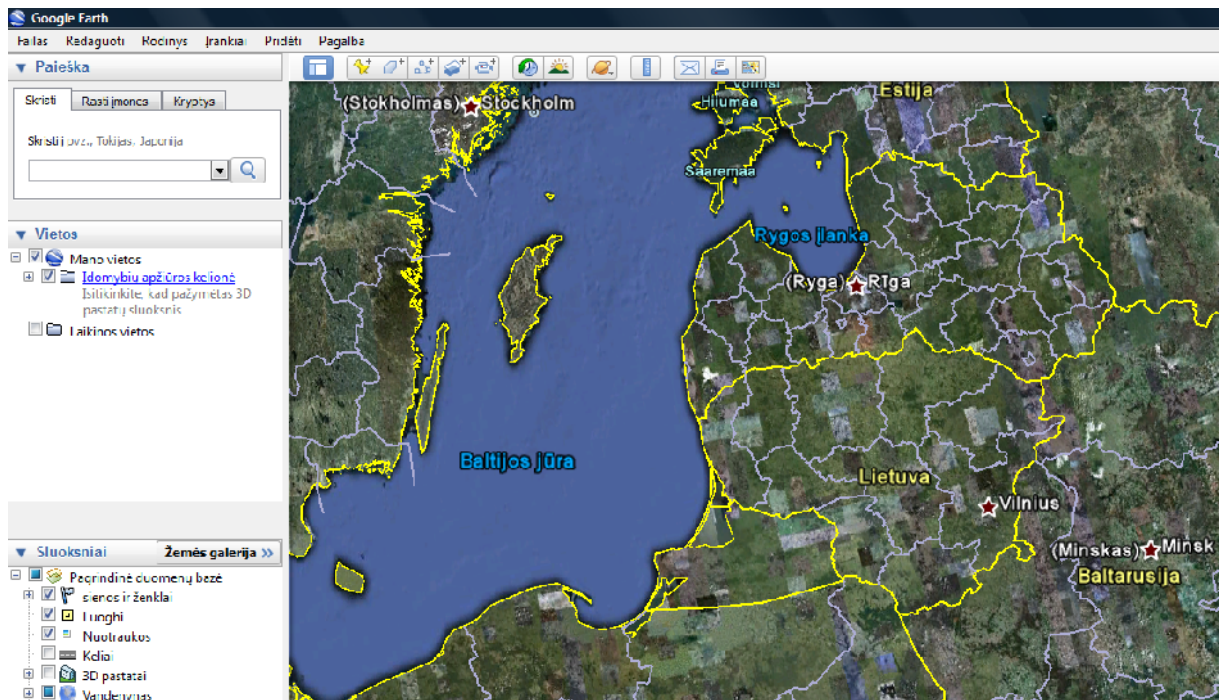 Google Earth
Failas Redaguoti Rodinys Įrankiai Pridėti Pagalba
Paieška
Skristi Rasti įmones Kryptys
Skristi į pvz., Tokijas, Japonija
Vietos
Mano vietos
Įdomybių apžiūros kelionė
Įsitikinkite, kad pažymėtas 3D
pastatų sluoksnis
Laikinos vietos
Sluoksniai Žemės galerija »
Pagrindinė duomenų bazė
sienos ir ženklai
Luoghi
Nuotraukos
Keliai
3D pastatai
Vandenynas
(Stokholmas) Stockholm
Hiiumaa
Estija
Saaremaa
Rygos įlanka
(Ryga) Rīga
Baltijos jūra
Lietuva
Vilnius
(Minskas) Minsk
Baltarusija